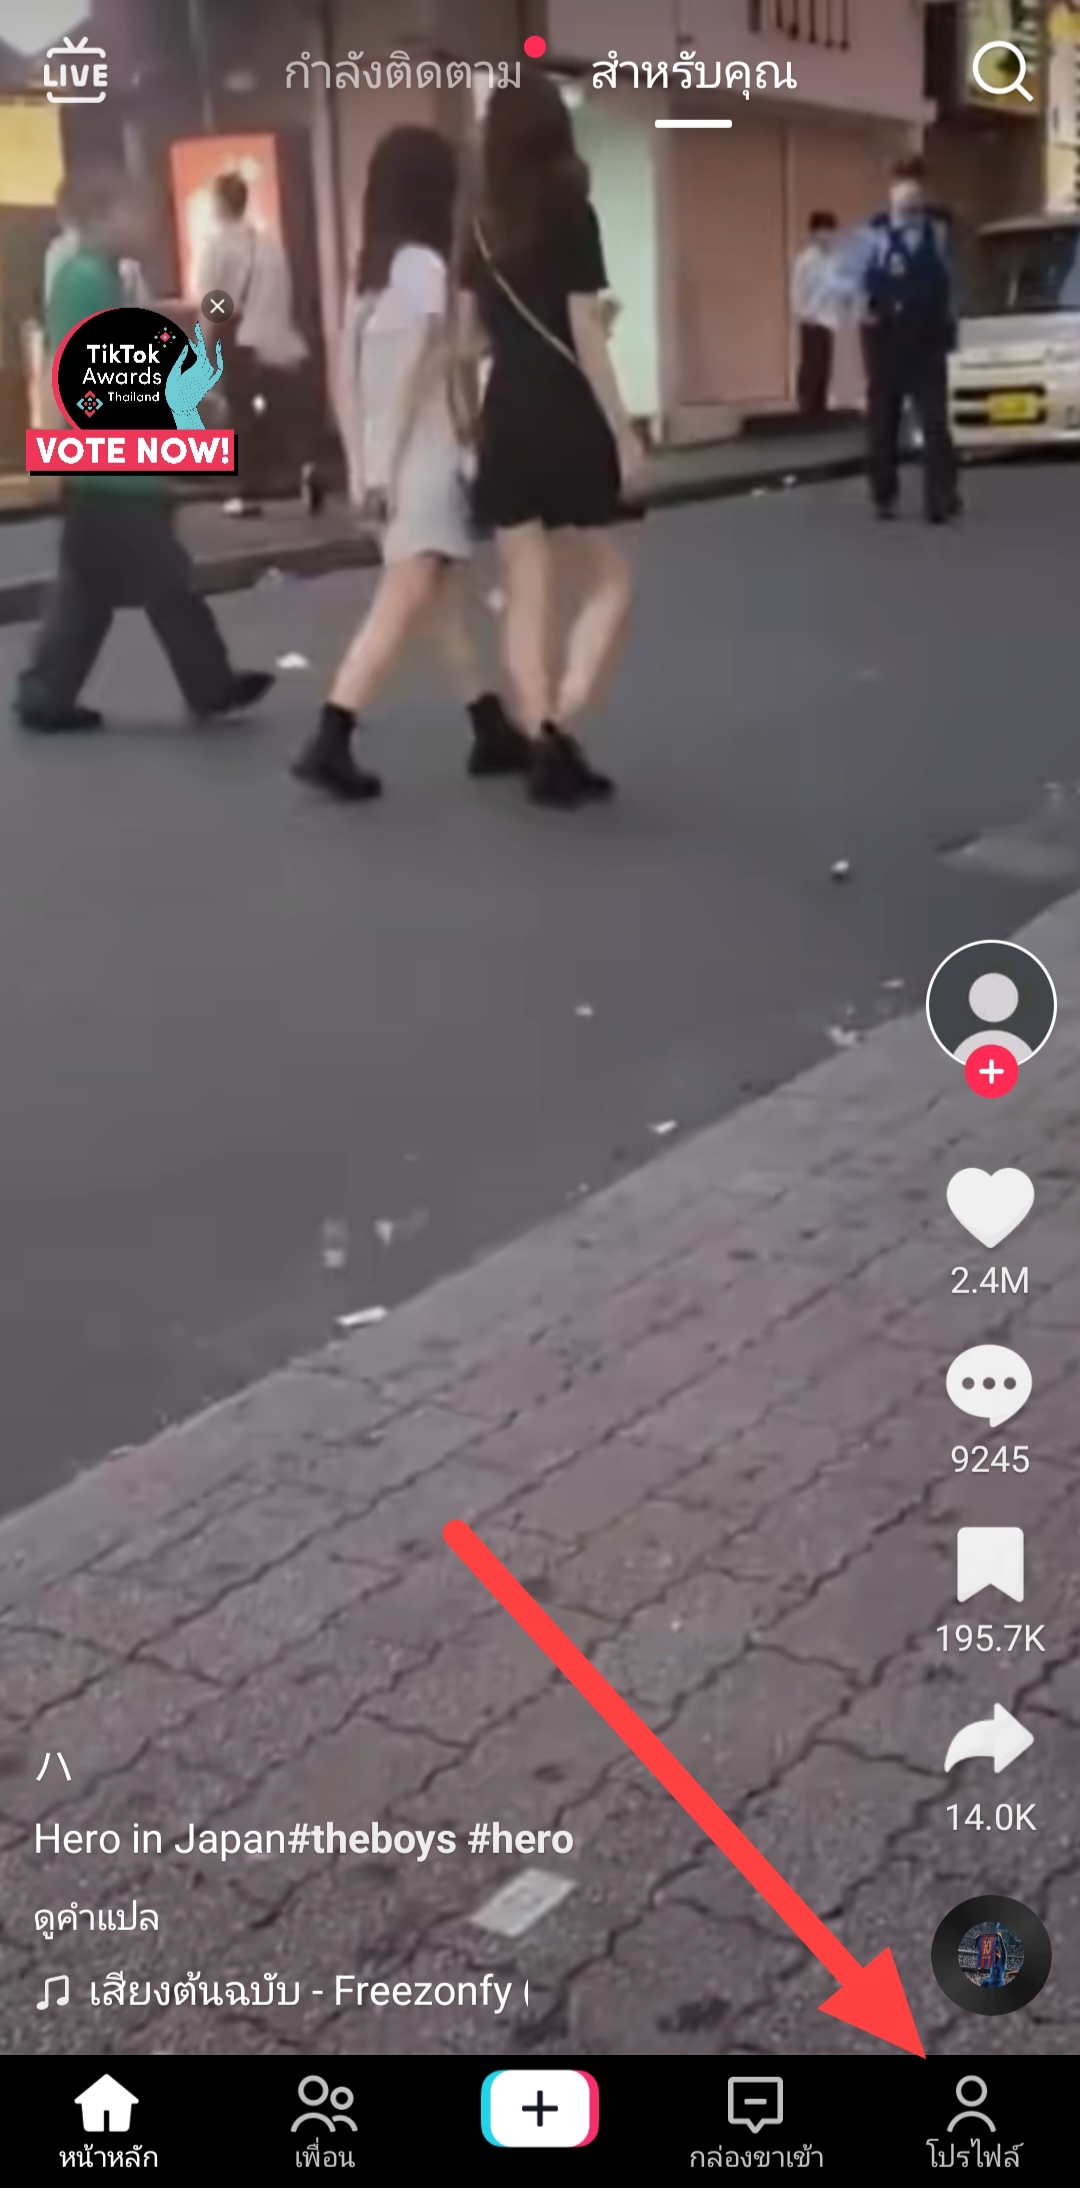 LIVE
กำลังติดตาม
สำหรับคุณ
TikTok
Awards
Thailand
VOTE NOW!
2.4M
9245
195.7K
14.0K
ハ
Hero in Japan#theboys #hero
ดูคำแปล
เสียงต้นฉบับ - Freezonfy
หน้าหลัก
เพื่อน
กล่องขาเข้า
โปรไฟล์